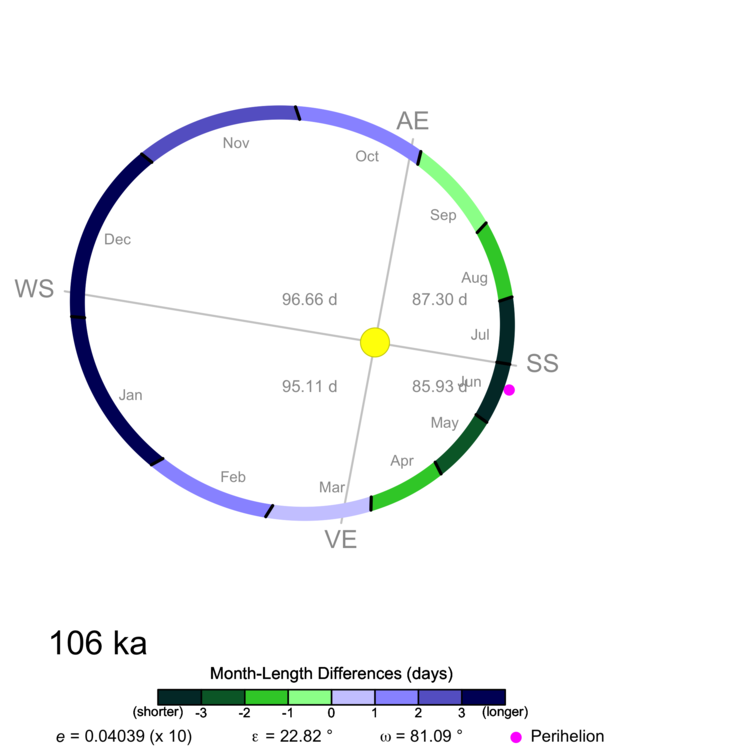 AE
Nov
Oct
Sep
Dec
Aug
WS
96.66 d
87.30 d
Jul
SS
95.11 d
85.93 d
Jun
Jan
May
Apr
Feb
Mar
VE
106 ka
Month-Length Differences (days)
(shorter) -3 -2 -1 0 1 2 3 (longer)
e = 0.04039 (x 10) ε = 22.82 ° ω = 81.09 ° Perihelion